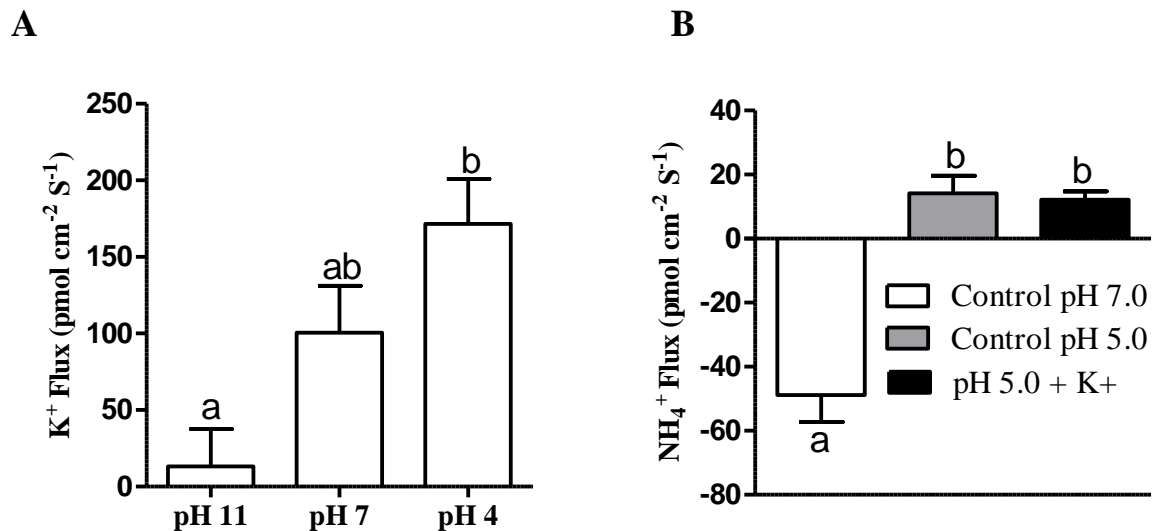 A
K⁺ Flux (pmol cm⁻² S⁻¹)
250
200
150
100
50
0
a
ab
b
pH 11
pH 7
pH 4
B
NH₄⁺ Flux (pmol cm⁻² S⁻¹)
40
20
0
-20
-40
-60
-80
a
b
b
Control pH 7.0
Control pH 5.0
pH 5.0 + K+